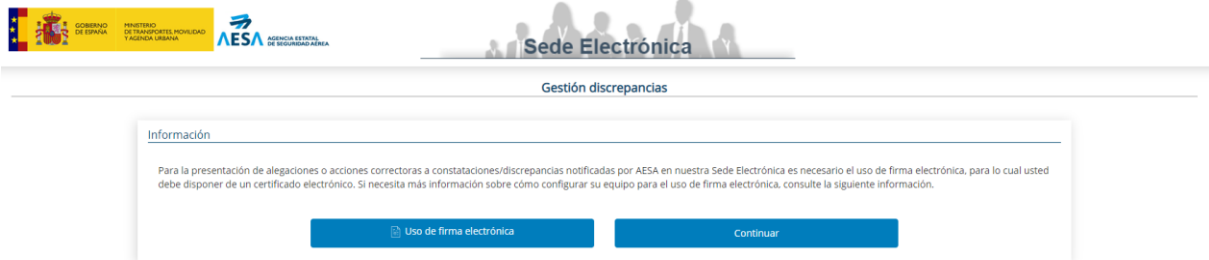 GOBIERNO
DE ESPAÑA
MINISTERIO
DE TRANSPORTES, MOVILIDAD
Y AGENDA URBANA
AESA
AGENCIA ESTATAL
DE SEGURIDAD AÉREA
Sede Electrónica
Gestión discrepancias
Información
Para la presentación de alegaciones o acciones correctoras a constataciones/discrepancias notificadas por AESA en nuestra Sede Electrónica es necesario el uso de firma electrónica, para lo cual usted
debe disponer de un certificado electrónico. Si necesita más información sobre cómo configurar su equipo para el uso de firma electrónica, consulte la siguiente información.
Uso de firma electrónica
Continuar